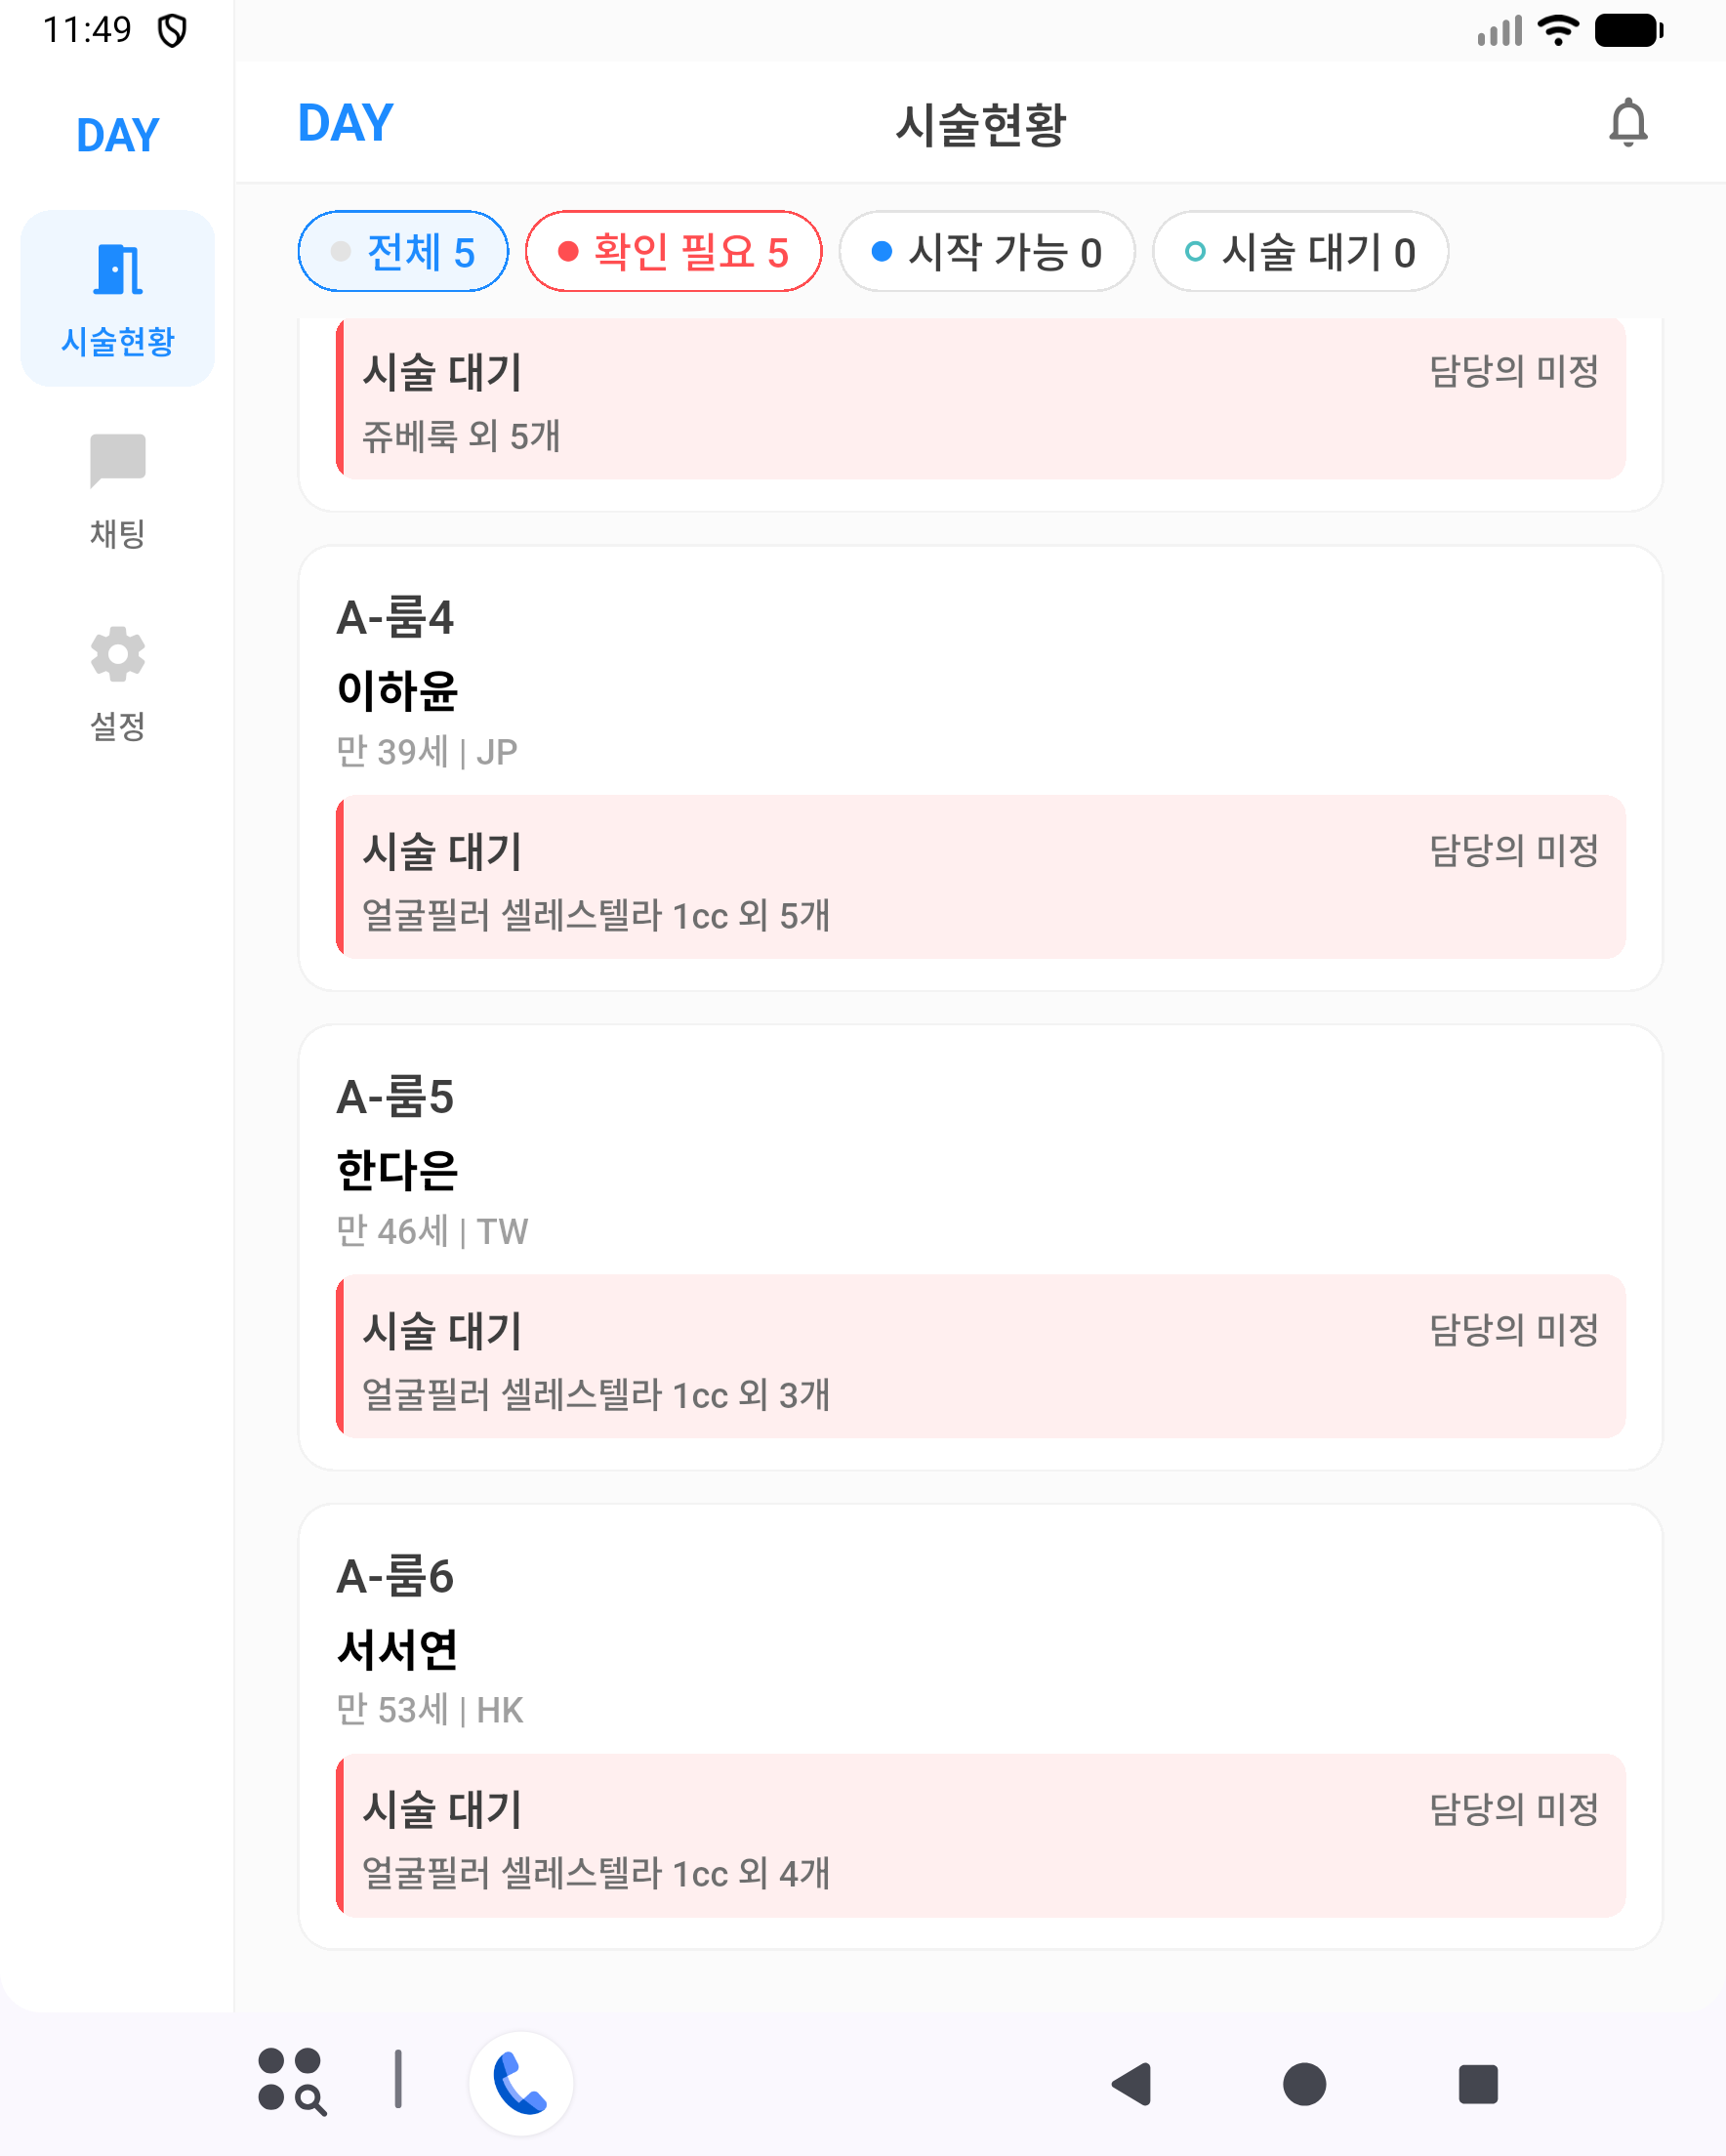 11:49
DAY
시술현황
채팅
설정
DAY
시술현황
전체 5
확인 필요 5
시작 가능 0
시술 대기 0
시술 대기
담당의 미정
쥬베룩 외 5개
A-룸4
이하윤
만 39세 | JP
시술 대기
담당의 미정
얼굴필러 셀레스텔라 1cc 외 5개
A-룸5
한다은
만 46세 | TW
시술 대기
담당의 미정
얼굴필러 셀레스텔라 1cc 외 3개
A-룸6
서서연
만 53세 | HK
시술 대기
담당의 미정
얼굴필러 셀레스텔라 1cc 외 4개